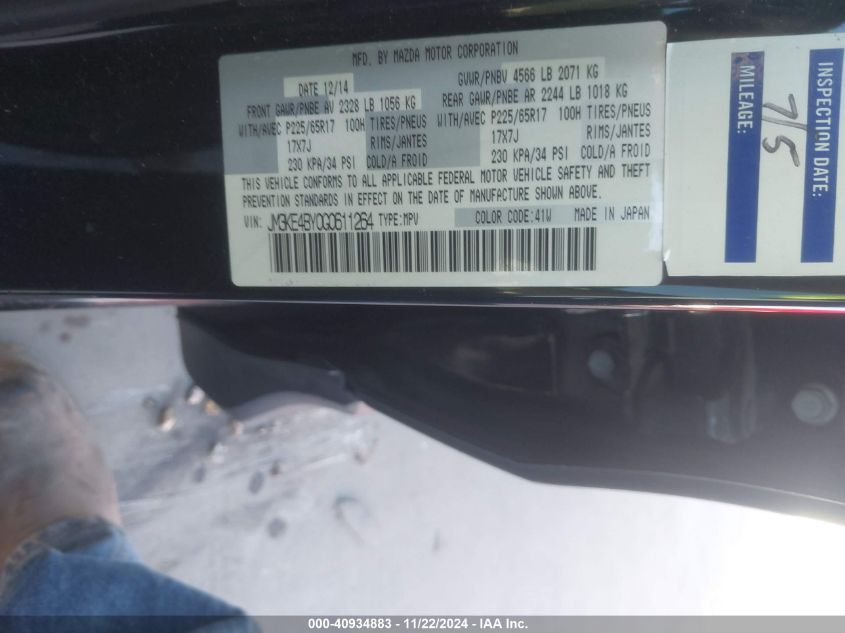 MFD. BY MAZDA MOTOR CORPORATION
DATE 12/14
GVWR/PNBV 4566 LB 2071 KG
FRONT GAWR/PNBE AV 2328 LB 1056 KG
REAR GAWR/PNBE AR 2244 LB 1018 KG
WITH/AVEC P225/65R17 100H TIRES/PNEUS
WITH/AVEC P225/65R17 100H TIRES/PNEUS
17X7J RIMS/JANTES
17X7J RIMS/JANTES
230 KPA/34 PSI COLD/A FROID
230 KPA/34 PSI COLD/A FROID
THIS VEHICLE CONFORMS TO ALL APPLICABLE FEDERAL MOTOR VEHICLE SAFETY AND THEFT
PREVENTION STANDARDS IN EFFECT ON THE DATE OF MANUFACTURE SHOWN ABOVE.
VIN: JM3KE4BY0G0611264 TYPE:MPV
COLOR CODE:41W MADE IN JAPAN
INSPECTION DATE:
7/5
MILEAGE:
000-40934883 - 11/22/2024 - IAA Inc.